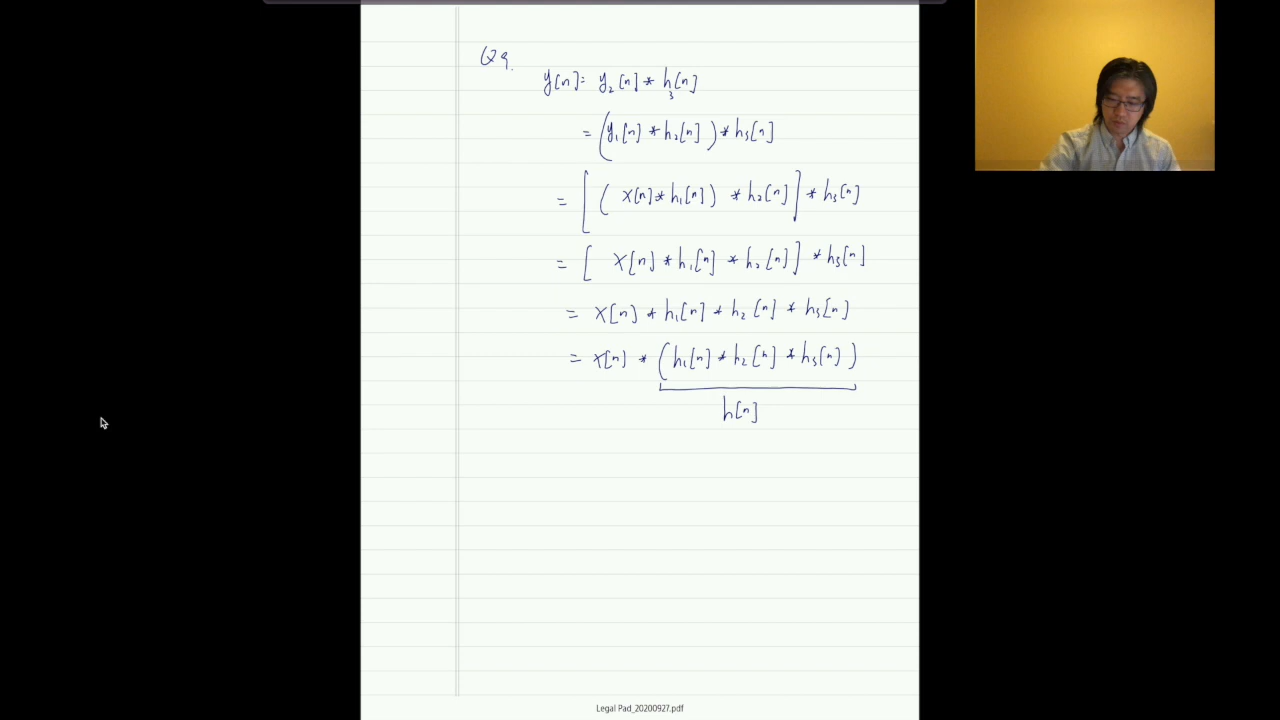 Q9.
y[n] = y₂[n] * h₃[n]
= (y₁[n] * h₂[n]) * h₃[n]
= [(x[n] * h₁[n]) * h₂[n]] * h₃[n]
= [x[n] * h₁[n] * h₂[n]] * h₃[n]
= x[n] * h₁[n] * h₂[n] * h₃[n]
= x[n] * (h₁[n] * h₂[n] * h₃[n])
h[n]
Legal Pad_20200927.pdf